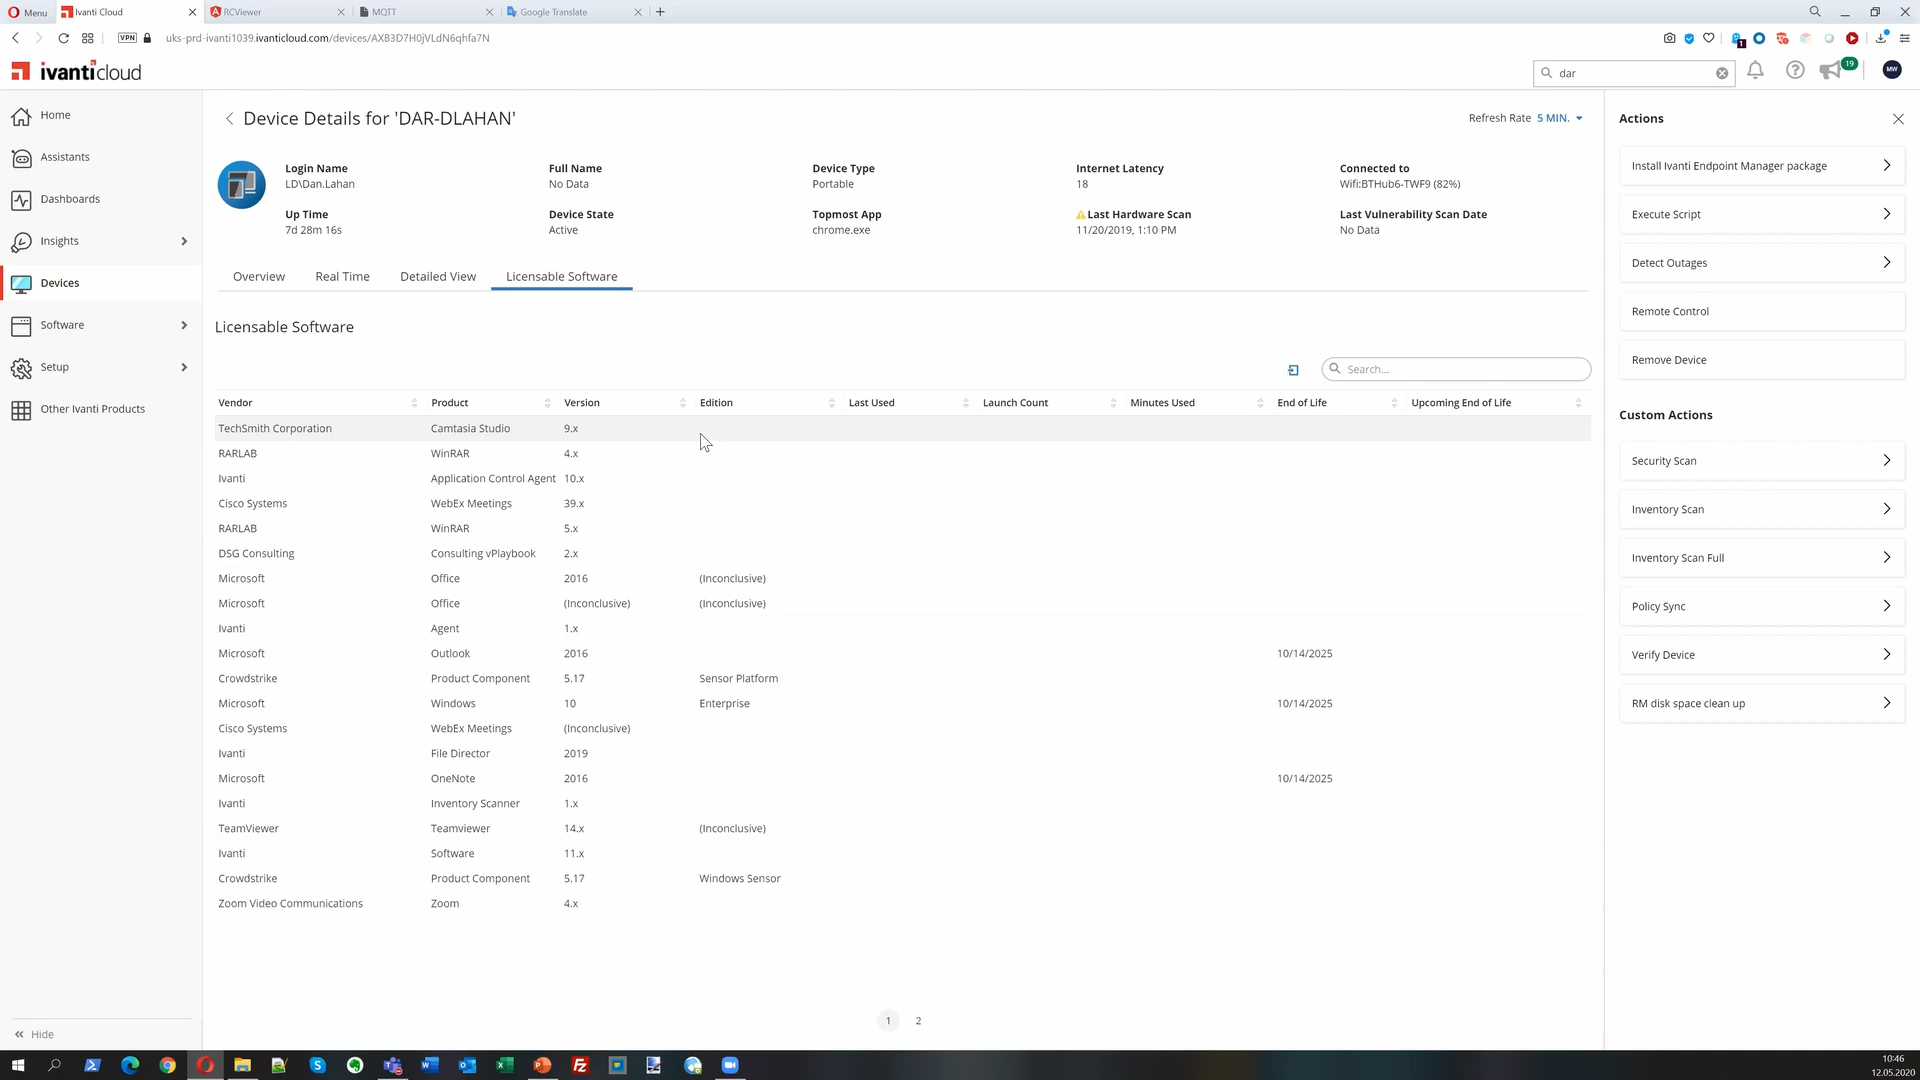 Menu
Ivanti Cloud
RCViewer
MQTT
Google Translate
VPN
uks-prd-ivanti1039.ivanticloud.com/devices/AXB3D7H0jVLdN6qhfa7N
1
ivanticloud
dar
19
MW
Home
Assistants
Dashboards
Insights
Devices
Software
Setup
Other Ivanti Products
Hide
Device Details for 'DAR-DLAHAN'
Refresh Rate 5 MIN.
Login Name
LD\Dan.Lahan
Full Name
No Data
Device Type
Portable
Internet Latency
18
Connected to
Wifi:BTHub6-TWF9 (82%)
Up Time
7d 28m 16s
Device State
Active
Topmost App
chrome.exe
Last Hardware Scan
11/20/2019, 1:10 PM
Last Vulnerability Scan Date
No Data
Overview Real Time Detailed View Licensable Software
Licensable Software
Search...
Vendor Product Version Edition Last Used Launch Count Minutes Used End of Life Upcoming End of Life
TechSmith Corporation Camtasia Studio 9.x
RARLAB WinRAR 4.x
Ivanti Application Control Agent 10.x
Cisco Systems WebEx Meetings 39.x
RARLAB WinRAR 5.x
DSG Consulting Consulting vPlaybook 2.x
Microsoft Office 2016 (Inconclusive)
Microsoft Office (Inconclusive) (Inconclusive)
Ivanti Agent 1.x
Microsoft Outlook 2016 10/14/2025
Crowdstrike Product Component 5.17 Sensor Platform
Microsoft Windows 10 Enterprise 10/14/2025
Cisco Systems WebEx Meetings (Inconclusive)
Ivanti File Director 2019
Microsoft OneNote 2016 10/14/2025
Ivanti Inventory Scanner 1.x
TeamViewer Teamviewer 14.x (Inconclusive)
Ivanti Software 11.x
Crowdstrike Product Component 5.17 Windows Sensor
Zoom Video Communications Zoom 4.x
1 2
Actions
Install Ivanti Endpoint Manager package
Execute Script
Detect Outages
Remote Control
Remove Device
Custom Actions
Security Scan
Inventory Scan
Inventory Scan Full
Policy Sync
Verify Device
RM disk space clean up
10:46
12.05.2020